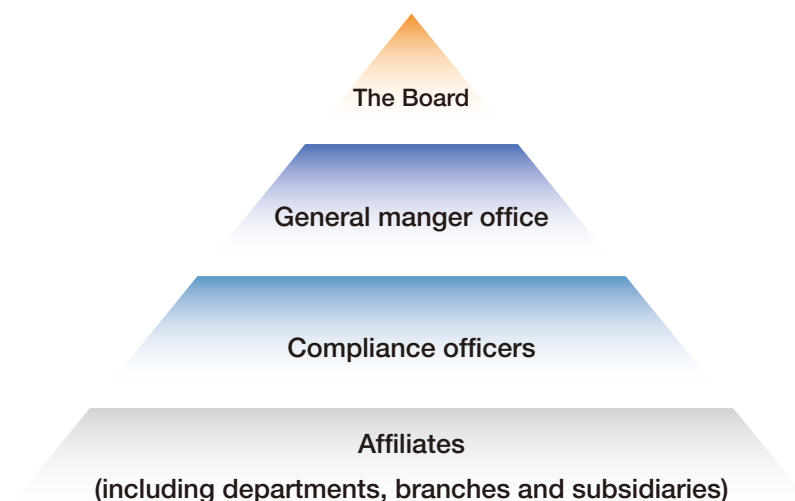 The Board
General manger office
Compliance officers
Affiliates
(including departments, branches and subsidiaries)